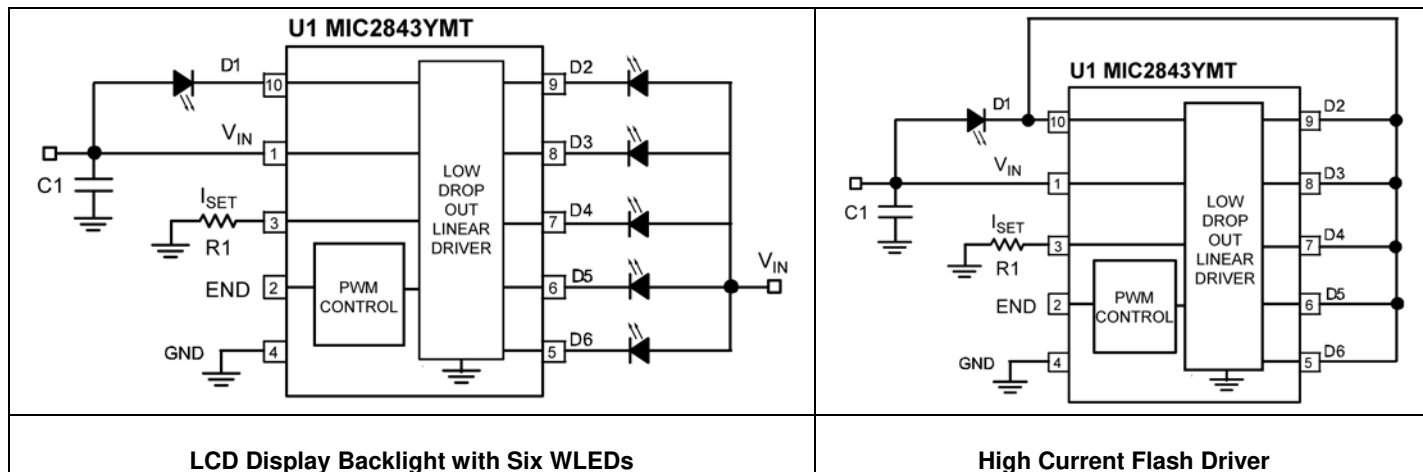 U1 MIC2843YMT
D1
10
V_IN
1
C1
I_SET
3
R1
END
2
PWM
CONTROL
GND
4
LOW
DROP
OUT
LINEAR
DRIVER
9
D2
8
D3
7
D4
6
D5
5
D6
V_IN
LCD Display Backlight with Six WLEDs
U1 MIC2843YMT
D1
10
V_IN
1
C1
I_SET
3
R1
END
2
PWM
CONTROL
GND
4
LOW
DROP
OUT
LINEAR
DRIVER
9
D2
8
D3
7
D4
6
D5
5
D6
High Current Flash Driver